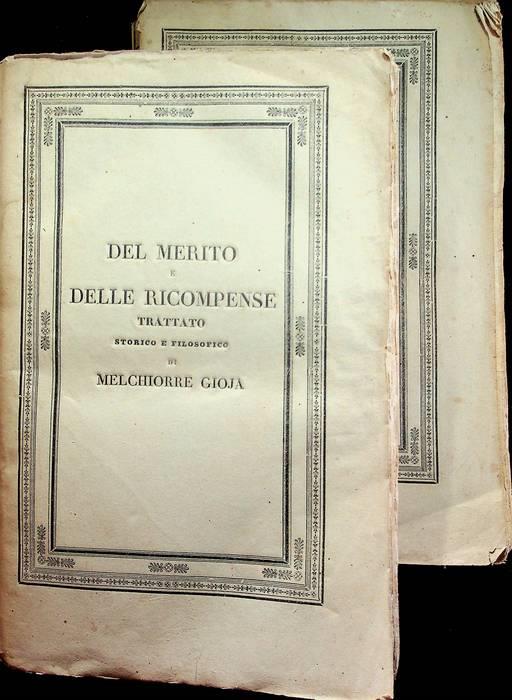 DEL MERITO
E
DELLE RICOMPENSE
TRATTATO
STORICO E FILOSOFICO
DI
MELCHIORRE GIOJA